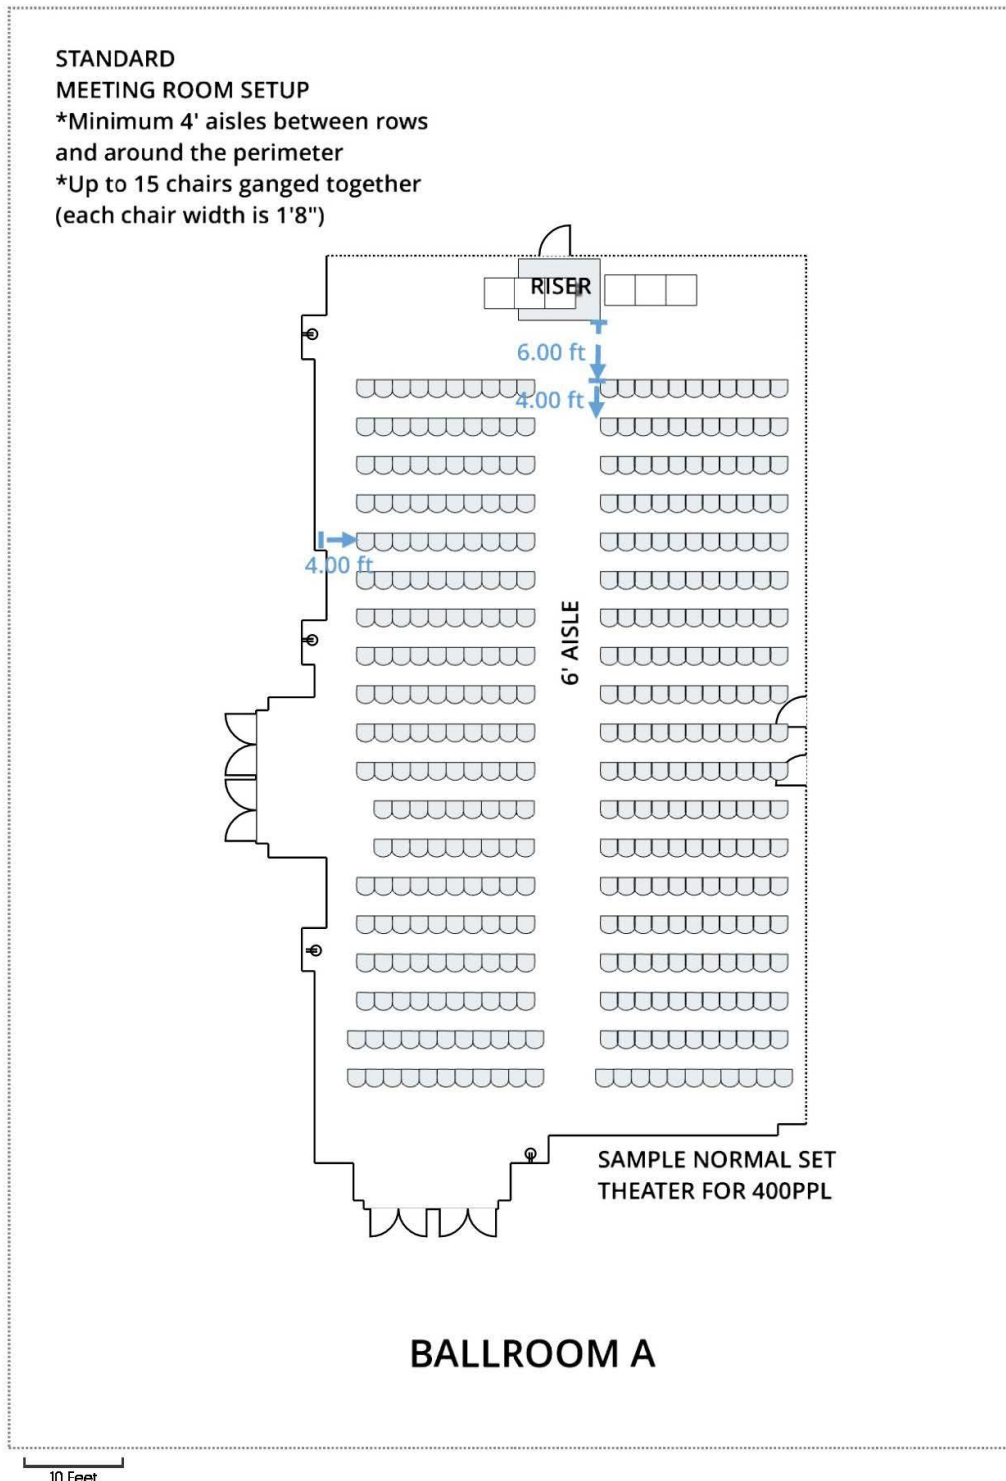 STANDARD
MEETING ROOM SETUP
*Minimum 4' aisles between rows
and around the perimeter
*Up to 15 chairs ganged together
(each chair width is 1'8")
RISER
6.00 ft
4.00 ft
4.00 ft
6' AISLE
SAMPLE NORMAL SET
THEATER FOR 400PPL
BALLROOM A
10 Feet